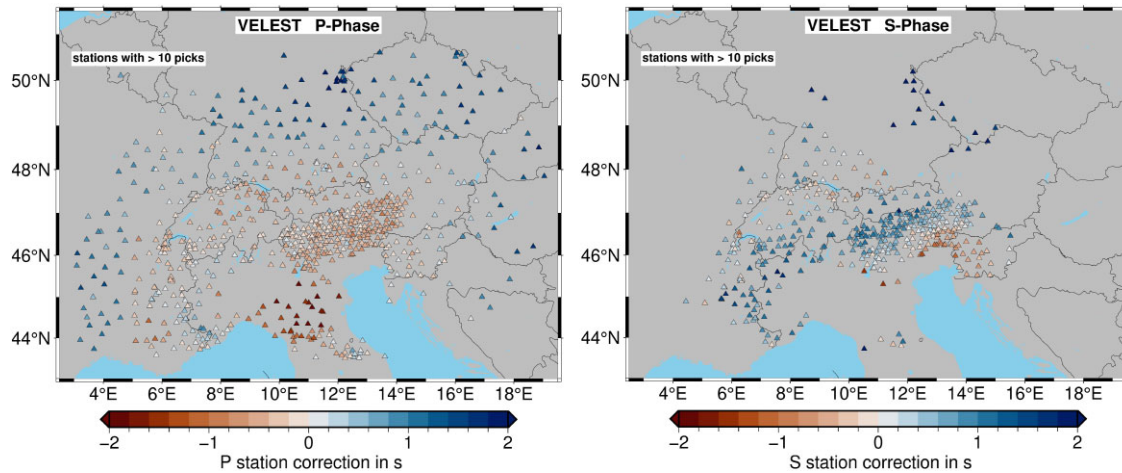 VELEST P-Phase
stations with > 10 picks
50°N
48°N
46°N
44°N
4°E 6°E 8°E 10°E 12°E 14°E 16°E 18°E
−2 −1 0 1 2
P station correction in s
VELEST S-Phase
stations with > 10 picks
50°N
48°N
46°N
44°N
4°E 6°E 8°E 10°E 12°E 14°E 16°E 18°E
−2 −1 0 1 2
S station correction in s